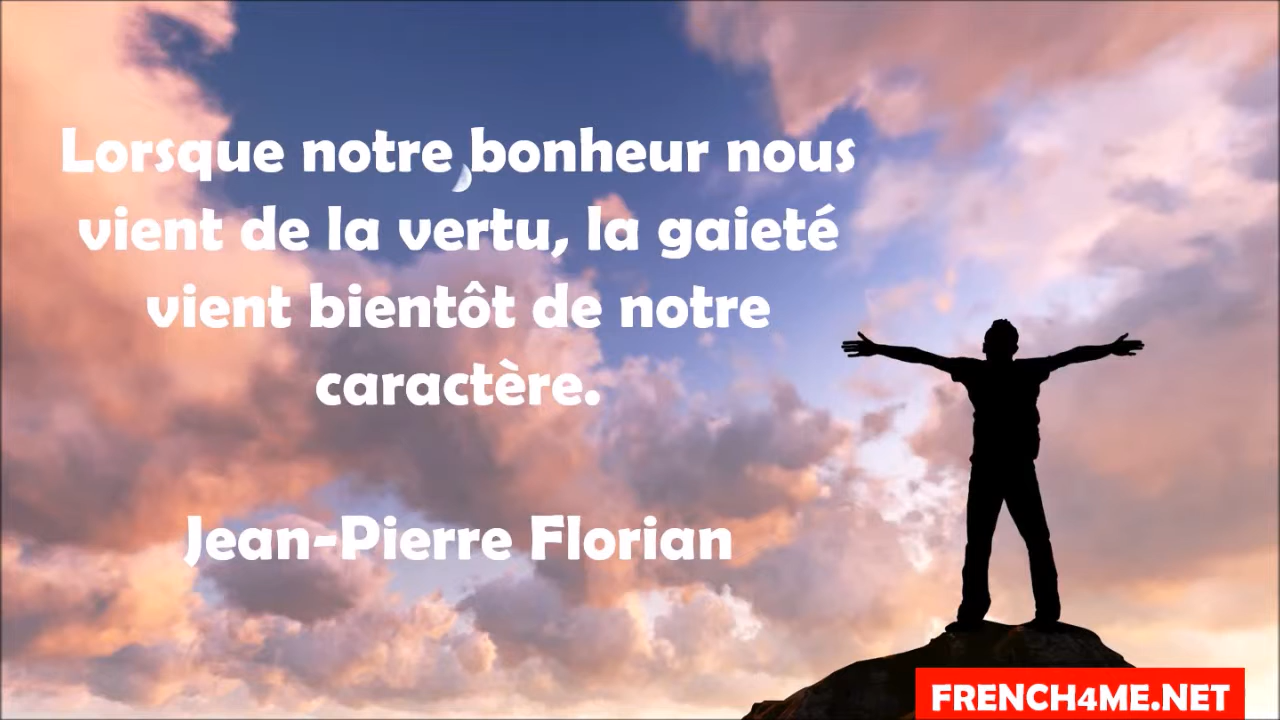 Lorsque notre bonheur nous
vient de la vertu, la gaieté
vient bientôt de notre
caractère.
Jean-Pierre Florian
FRENCH4ME.NET